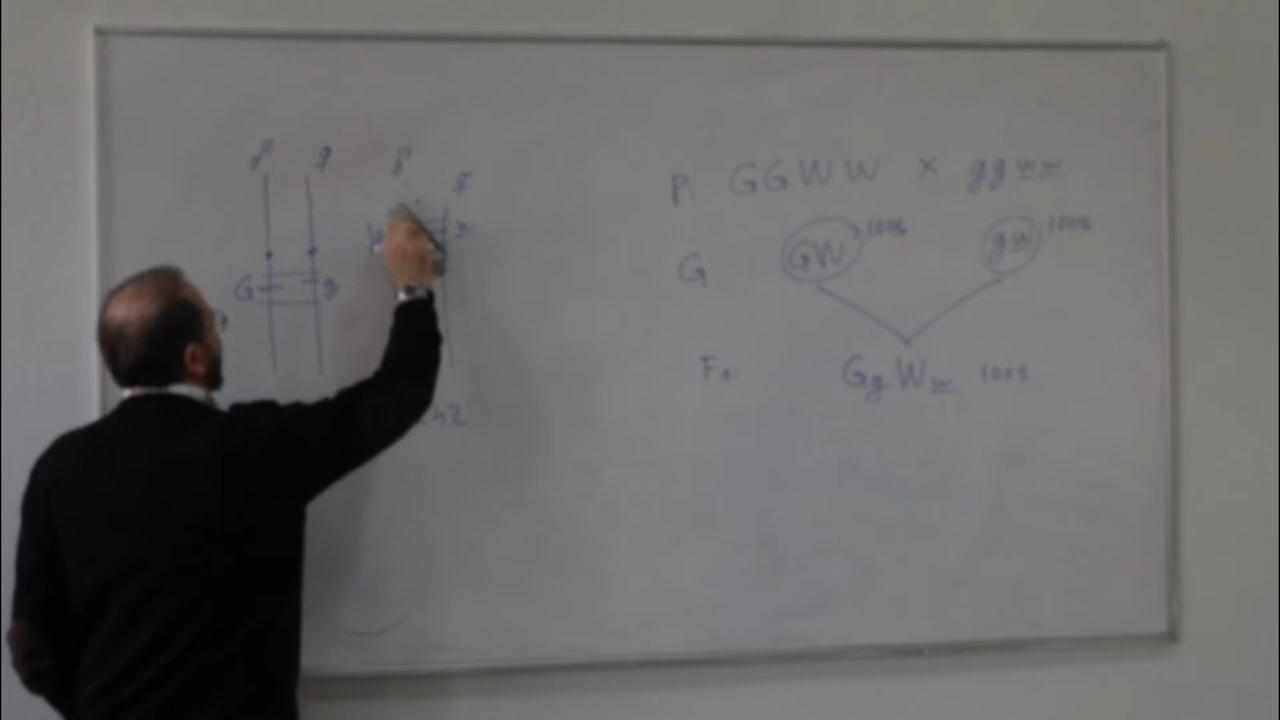 ♂ ♀ ♂ ♀
G g w
P: GGWW × ggww
G. GW 100% gw 100%
F₁: GgWw 100%